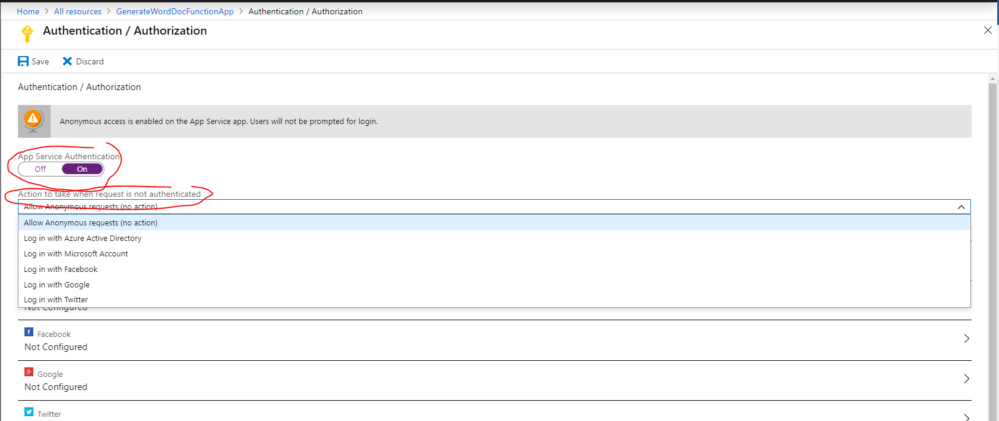 Home > All resources > GenerateWordDocFunctionApp > Authentication / Authorization
Authentication / Authorization
Save Discard
Authentication / Authorization
Anonymous access is enabled on the App Service app. Users will not be prompted for login.
App Service Authentication
Off On
Action to take when request is not authenticated
Allow Anonymous requests (no action)
Allow Anonymous requests (no action)
Log in with Azure Active Directory
Log in with Microsoft Account
Log in with Facebook
Log in with Google
Log in with Twitter
Not Configured
Facebook
Not Configured
Google
Not Configured
Twitter